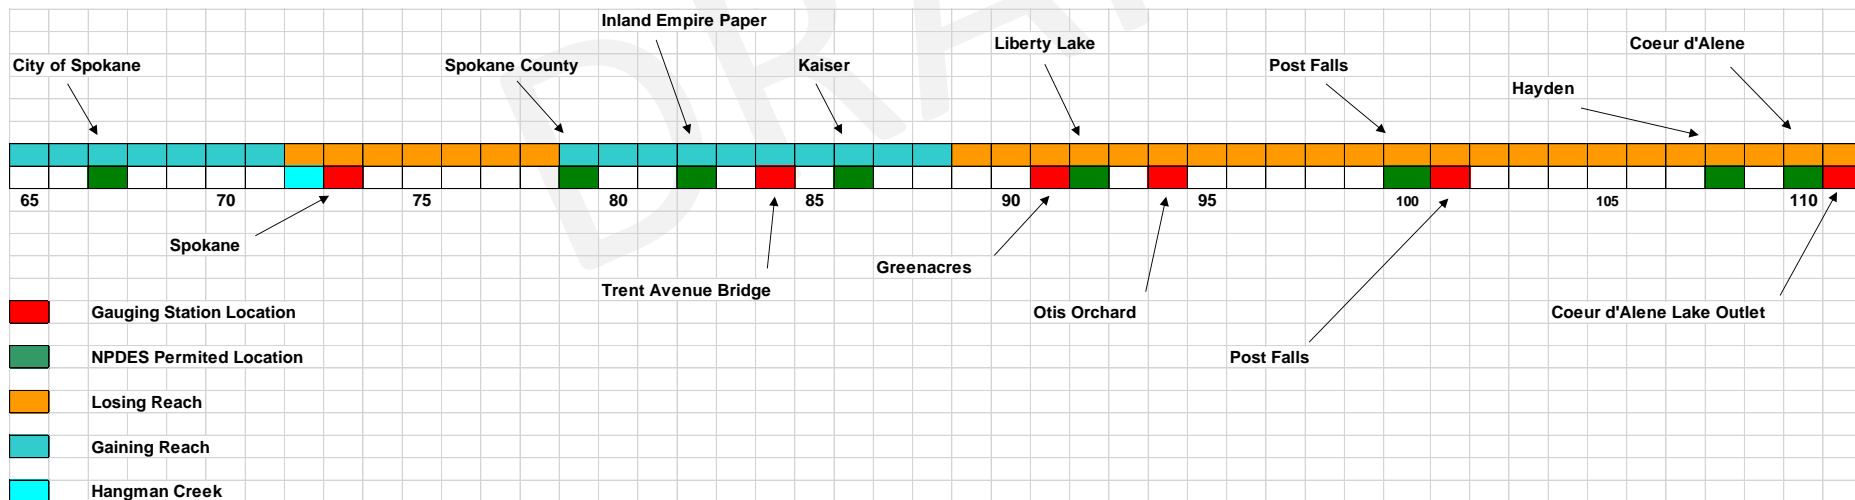 DRA
Inland Empire Paper
Liberty Lake
Coeur d'Alene
City of Spokane
Spokane County
Kaiser
Post Falls
Hayden
65 70 75 80 85 90 95 100 105 110
Spokane
Greenacres
Trent Avenue Bridge
Otis Orchard
Coeur d'Alene Lake Outlet
Post Falls
Gauging Station Location
NPDES Permited Location
Losing Reach
Gaining Reach
Hangman Creek